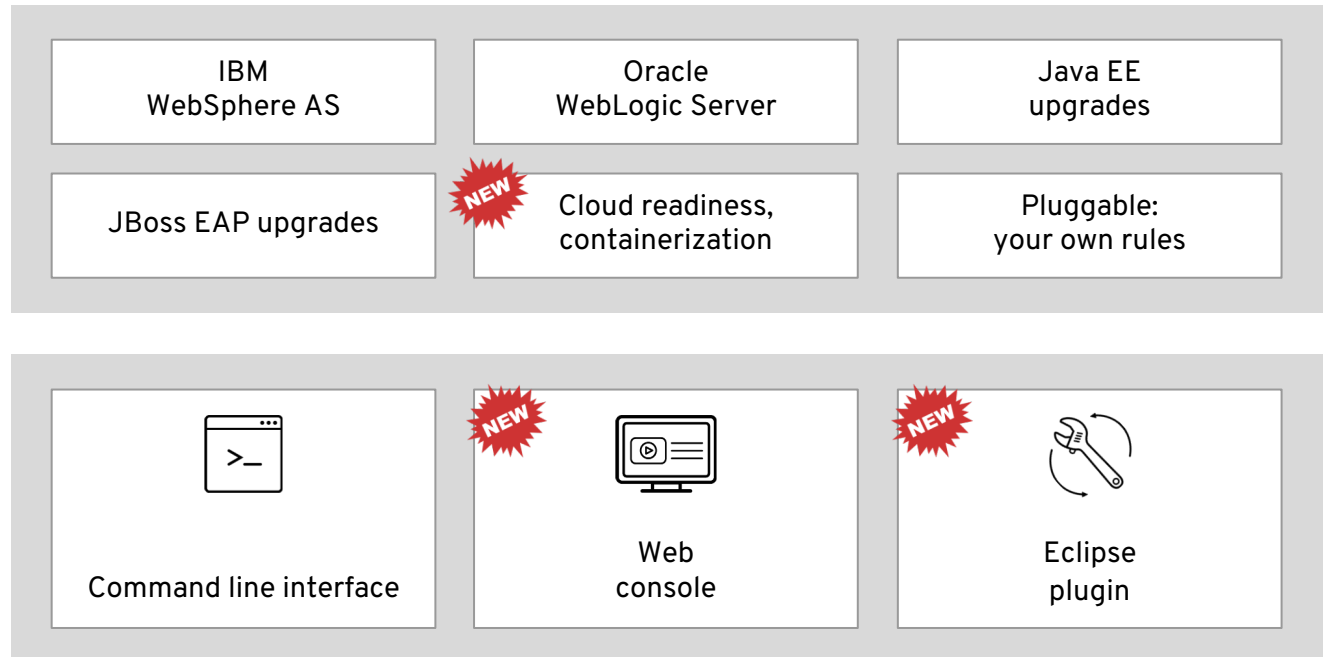 IBM
WebSphere AS
Oracle
WebLogic Server
Java EE
upgrades
JBoss EAP upgrades
NEW
Cloud readiness,
containerization
Pluggable:
your own rules
>_
Command line interface
NEW
Web
console
NEW
Eclipse
plugin